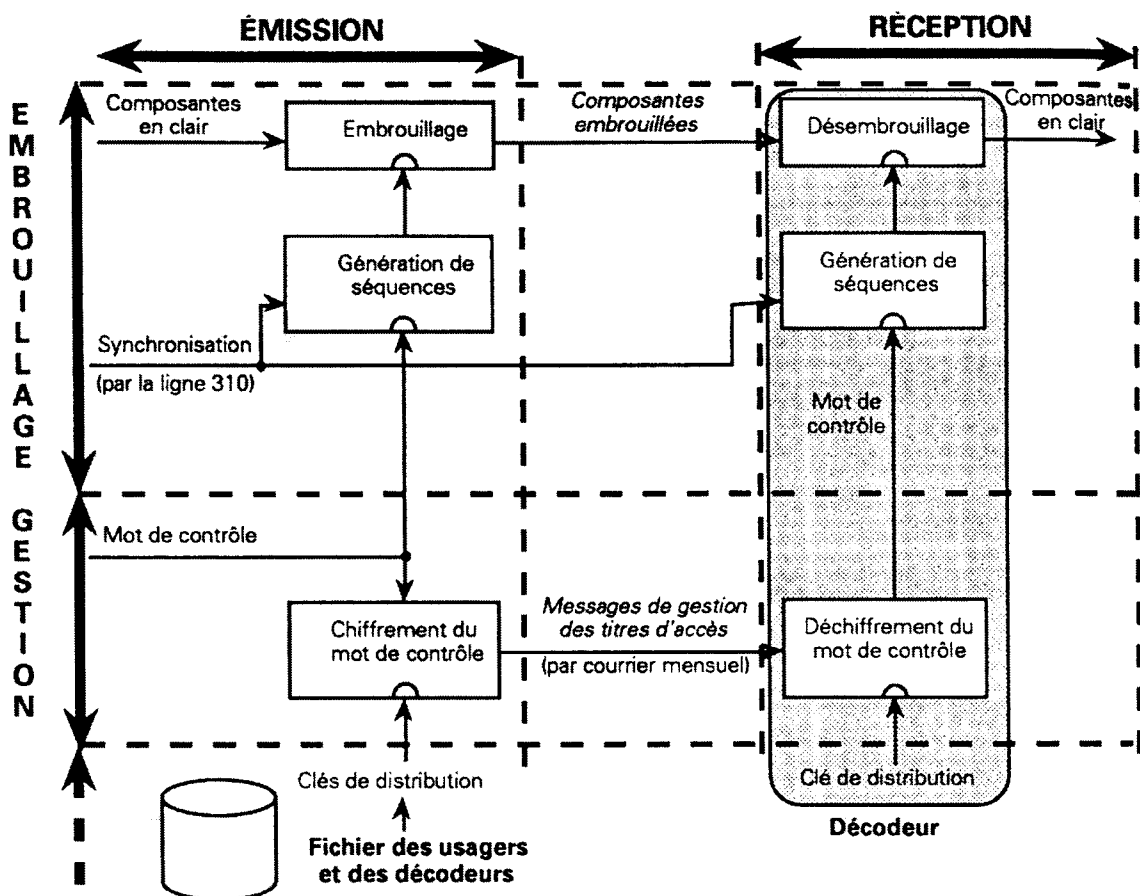 ÉMISSION
RÉCEPTION
EMBROUILLAGE
Composantes
en clair
Embrouillage
Composantes
embrouillées
Désembrouillage
Composantes
en clair
Génération de
séquences
Génération de
séquences
Synchronisation
(par la ligne 310)
Mot de
contrôle
GESTION
Mot de contrôle
Chiffrement du
mot de contrôle
Messages de gestion
des titres d'accès
(par courrier mensuel)
Déchiffrement du
mot de contrôle
Clés de distribution
Clé de distribution
Fichier des usagers
et des décodeurs
Décodeur